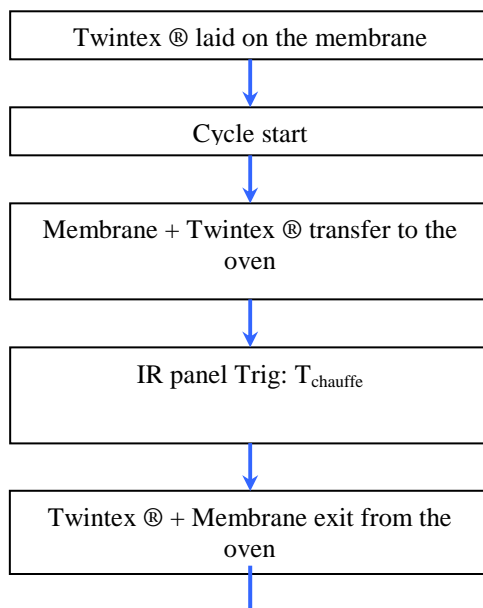 Twintex ® laid on the membrane
Cycle start
Membrane + Twintex ® transfer to the
oven
IR panel Trig: Tchauffe
Twintex ® + Membrane exit from the
oven